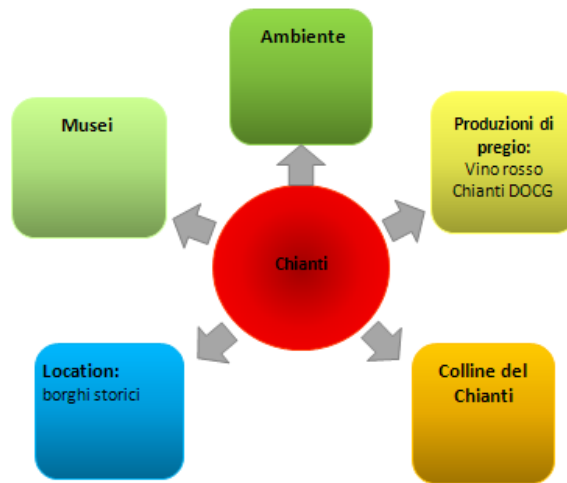 Ambiente
Musei
Produzioni di
pregio:
Vino rosso
Chianti DOCG
Chianti
Location:
borghi storici
Colline del
Chianti